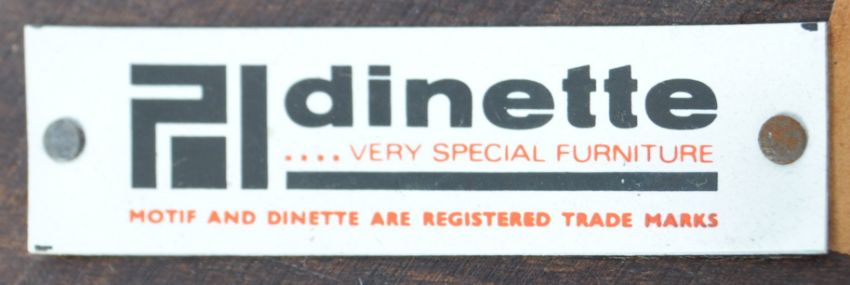 dinette
....VERY SPECIAL FURNITURE
MOTIF AND DINETTE ARE REGISTERED TRADE MARKS